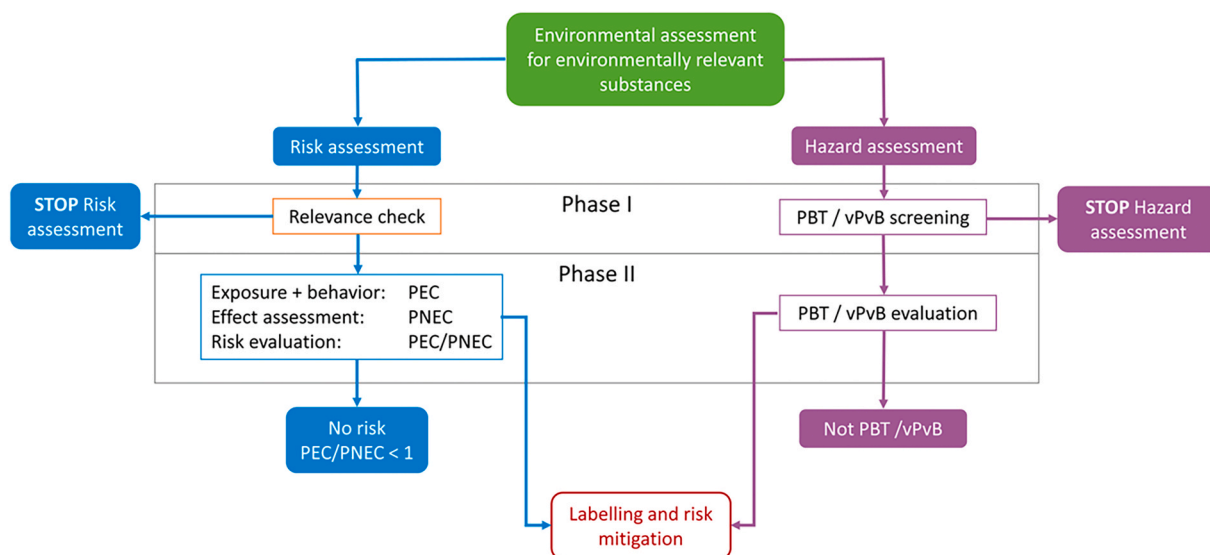 Environmental assessment
for environmentally relevant
substances
Risk assessment
Hazard assessment
Phase I
STOP Risk
assessment
Relevance check
PBT / vPvB screening
STOP Hazard
assessment
Phase II
Exposure + behavior: PEC
Effect assessment: PNEC
Risk evaluation: PEC/PNEC
PBT / vPvB evaluation
No risk
PEC/PNEC < 1
Not PBT /vPvB
Labelling and risk
mitigation